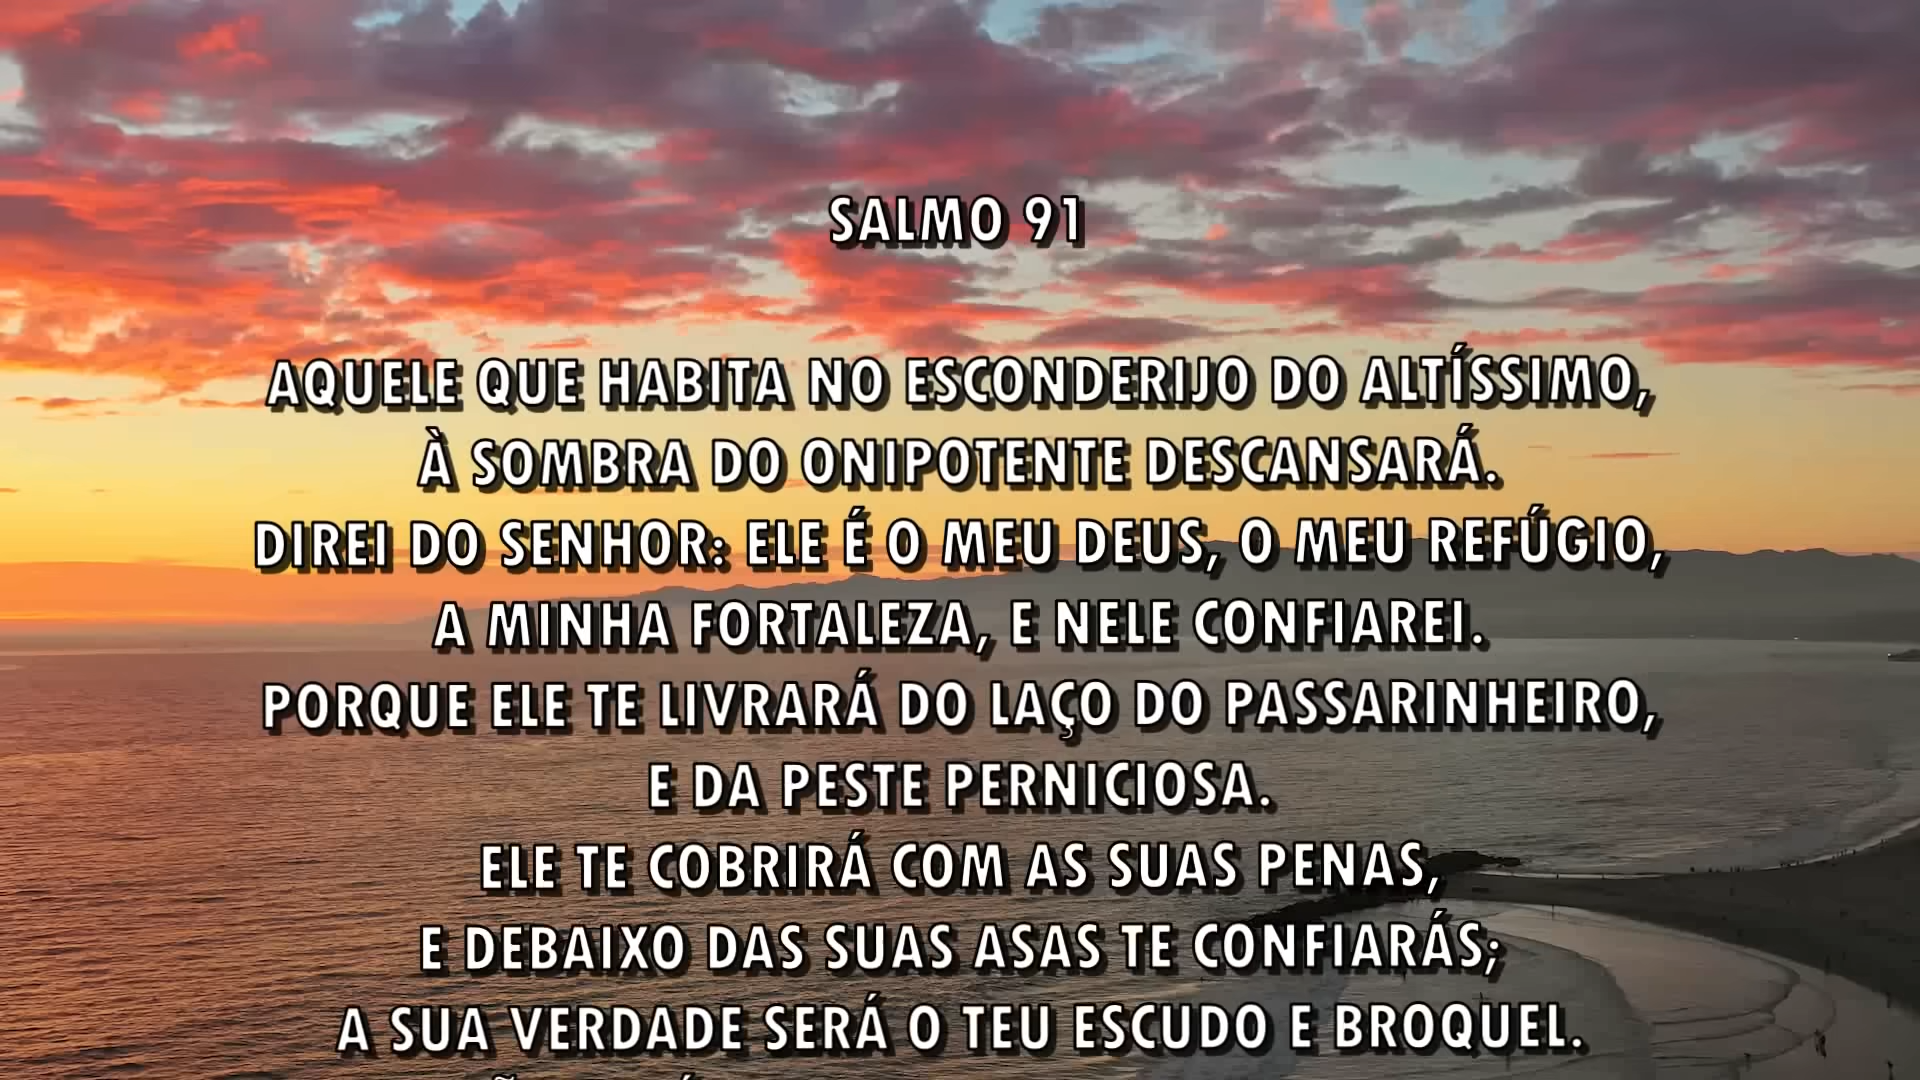 SALMO 91
AQUELE QUE HABITA NO ESCONDERIJO DO ALTÍSSIMO,
À SOMBRA DO ONIPOTENTE DESCANSARÁ.
DIREI DO SENHOR: ELE É O MEU DEUS, O MEU REFÚGIO,
A MINHA FORTALEZA, E NELE CONFIAREI.
PORQUE ELE TE LIVRARÁ DO LAÇO DO PASSARINHEIRO,
E DA PESTE PERNICIOSA.
ELE TE COBRIRÁ COM AS SUAS PENAS,
E DEBAIXO DAS SUAS ASAS TE CONFIARÁS;
A SUA VERDADE SERÁ O TEU ESCUDO E BROQUEL.